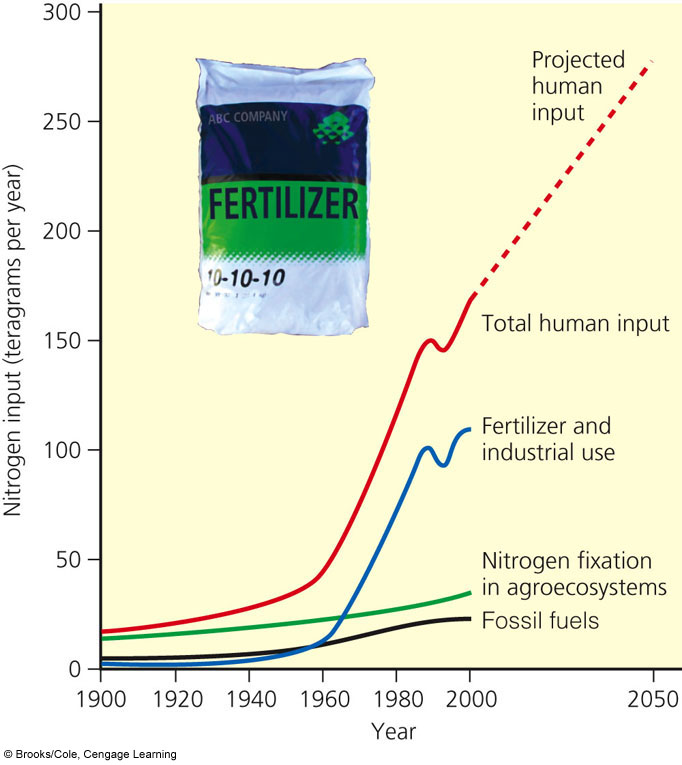 300
250
200
150
100
50
0
Nitrogen input (teragrams per year)
ABC COMPANY
FERTILIZER
10-10-10
Projected
human
input
Total human input
Fertilizer and
industrial use
Nitrogen fixation
in agroecosystems
Fossil fuels
1900 1920 1940 1960 1980 2000 2050
Year
© Brooks/Cole, Cengage Learning